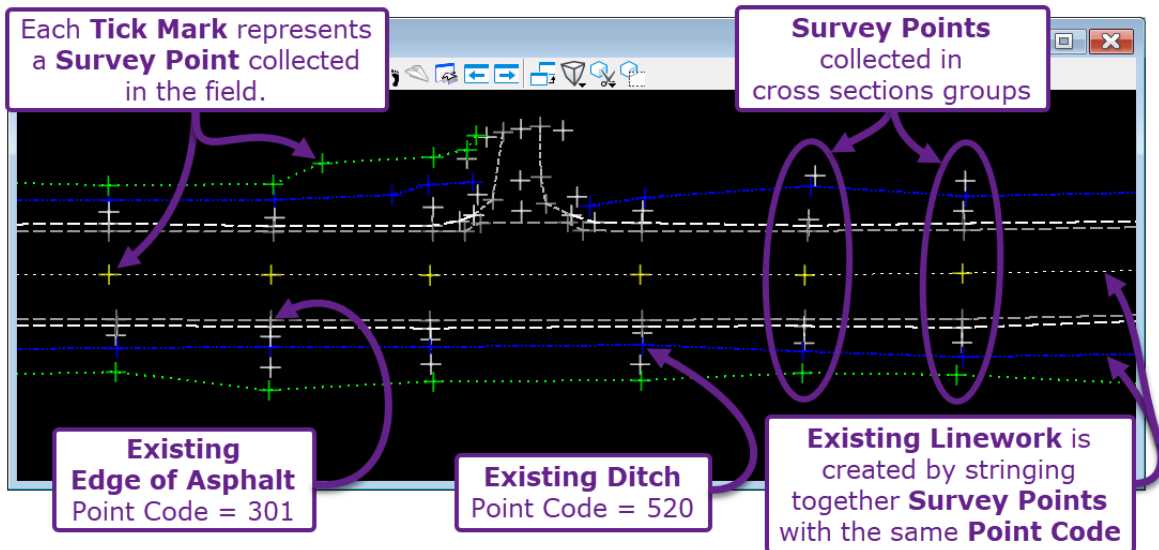 Each Tick Mark represents
a Survey Point collected
in the field.
Survey Points
collected in
cross sections groups
Existing
Edge of Asphalt
Point Code = 301
Existing Ditch
Point Code = 520
Existing Linework is
created by stringing
together Survey Points
with the same Point Code